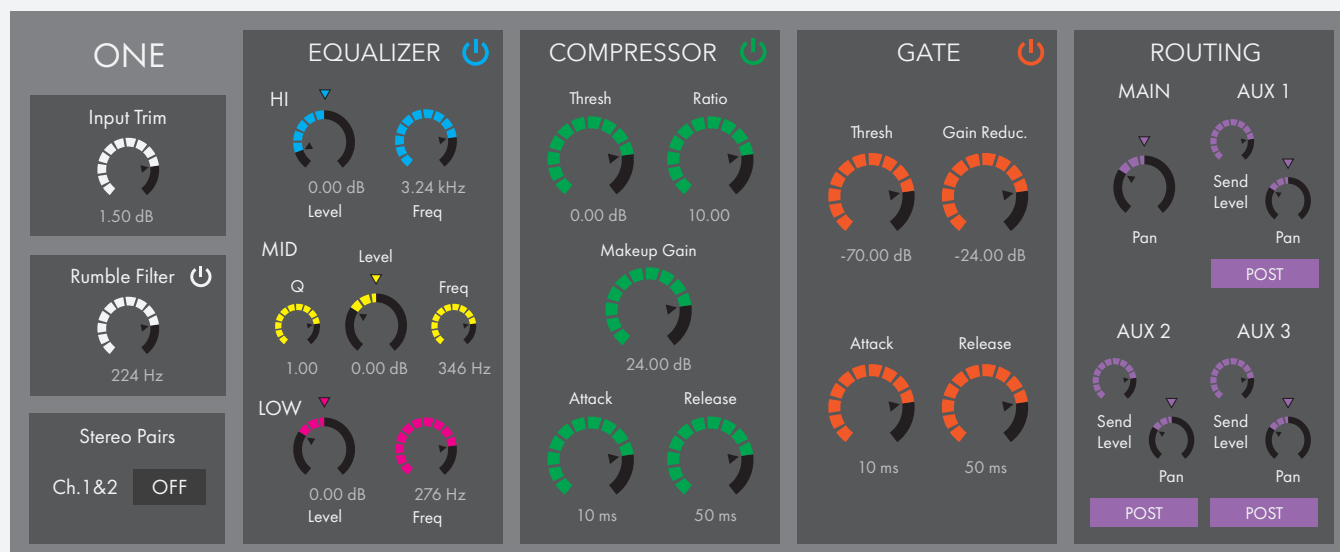 ONE
Input Trim
1.50 dB
Rumble Filter
224 Hz
Stereo Pairs
Ch.1&2 OFF
EQUALIZER
HI
0.00 dB 3.24 kHz
Level Freq
MID
Level
Q Freq
1.00 0.00 dB 346 Hz
LOW
0.00 dB 276 Hz
Level Freq
COMPRESSOR
Thresh Ratio
0.00 dB 10.00
Makeup Gain
24.00 dB
Attack Release
10 ms 50 ms
GATE
Thresh Gain Reduc.
-70.00 dB -24.00 dB
Attack Release
10 ms 50 ms
ROUTING
MAIN AUX 1
Send
Level
Pan Pan
POST
AUX 2 AUX 3
Send Send
Level Level
Pan Pan
POST POST